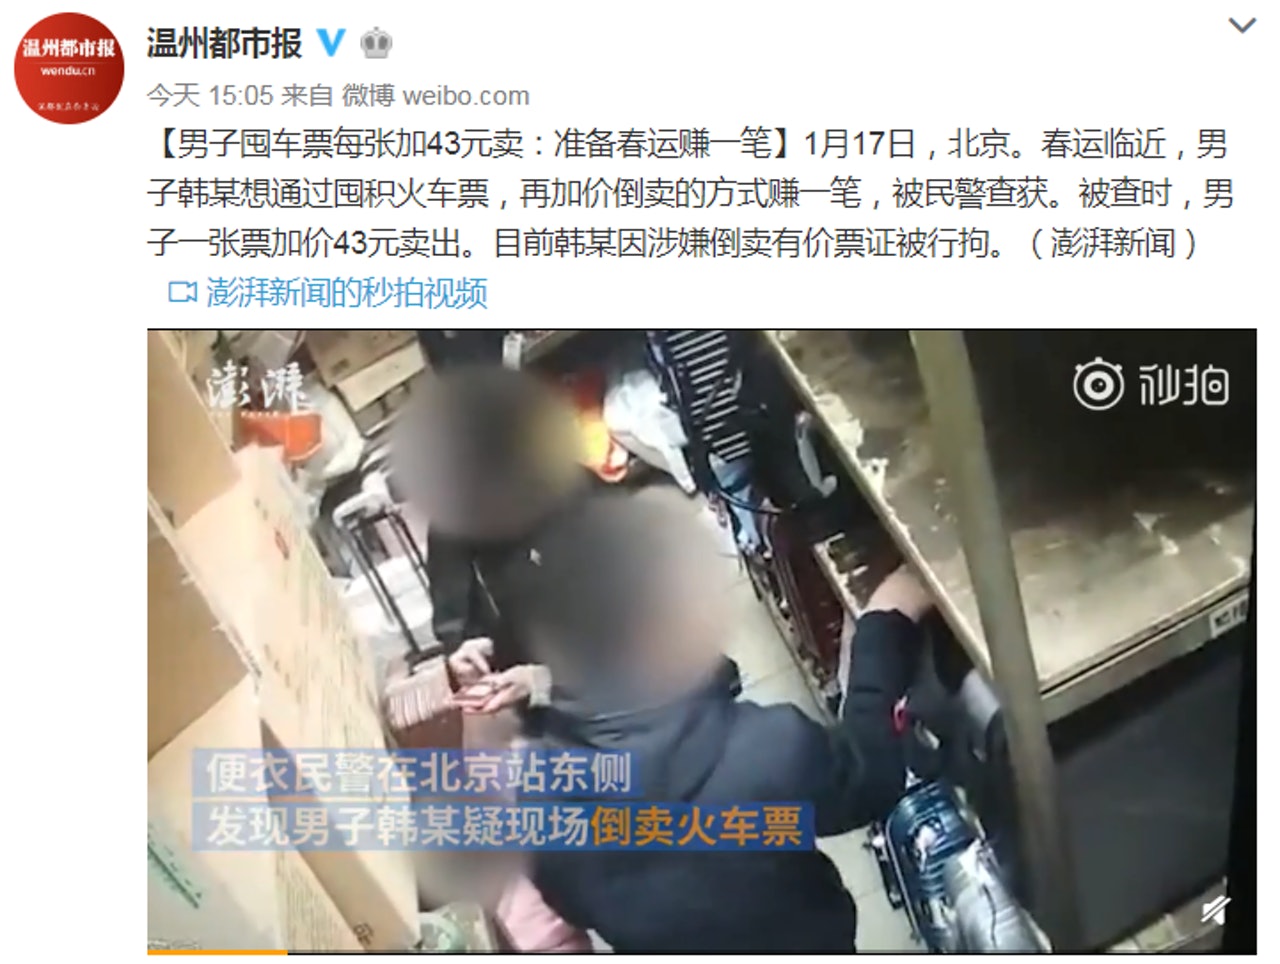 温州都市报
wendu.cn
温州都市报
今天 15:05 来自 微博 weibo.com
【男子囤车票每张加43元卖：准备春运赚一笔】1月17日，北京。春运临近，男
子韩某想通过囤积火车票，再加价倒卖的方式赚一笔，被民警查获。被查时，男
子一张票加价43元卖出。目前韩某因涉嫌倒卖有价票证被行拘。（澎湃新闻）
澎湃新闻的秒拍视频
澎湃
秒拍
便衣民警在北京站东侧
发现男子韩某疑现场倒卖火车票